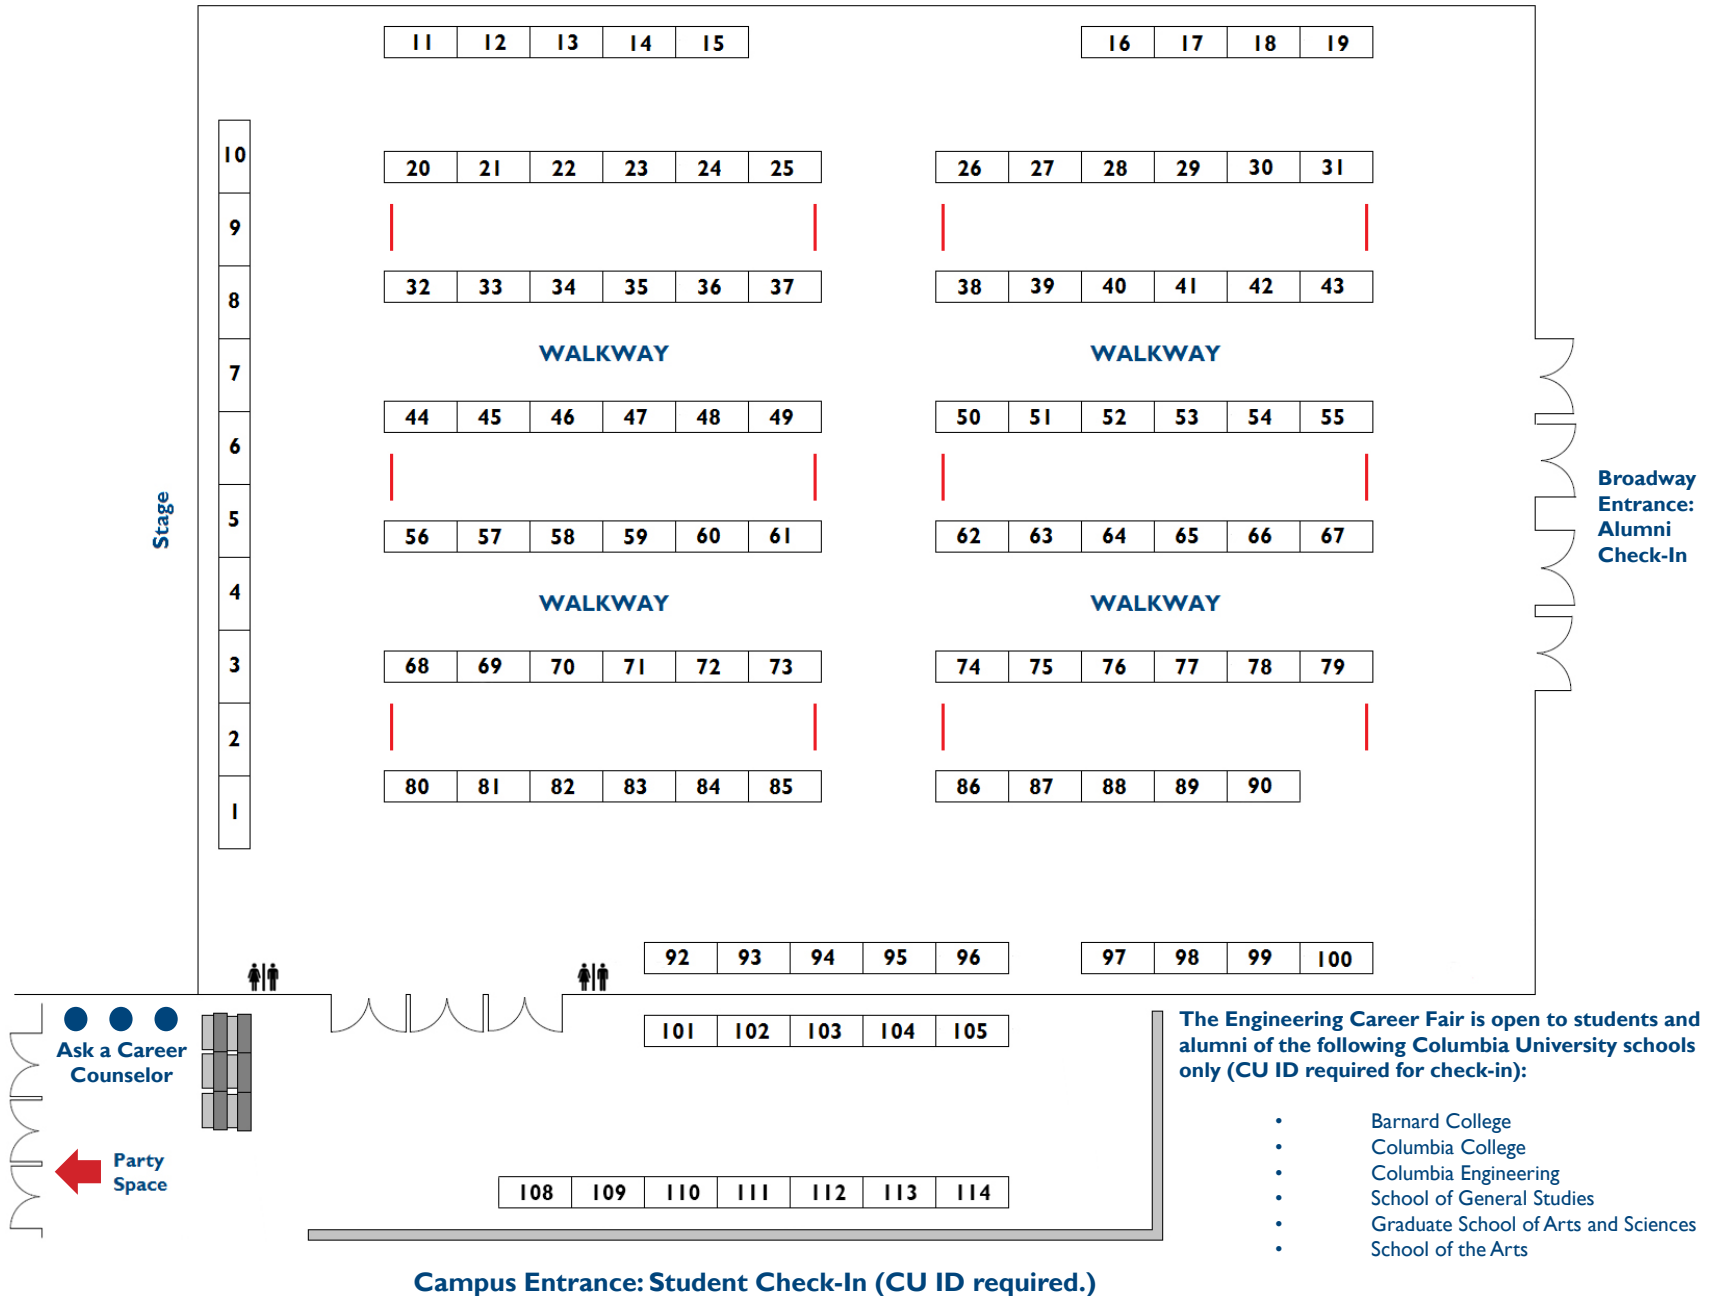 11 12 13 14 15 16 17 18 19
10
20 21 22 23 24 25 26 27 28 29 30 31
9
32 33 34 35 36 37 38 39 40 41 42 43
8
WALKWAY WALKWAY
7
44 45 46 47 48 49 50 51 52 53 54 55
6
Stage
Broadway
Entrance:
Alumni
Check-In
5
56 57 58 59 60 61 62 63 64 65 66 67
4
WALKWAY WALKWAY
3
68 69 70 71 72 73 74 75 76 77 78 79
2
80 81 82 83 84 85 86 87 88 89 90
1
92 93 94 95 96 97 98 99 100
101 102 103 104 105
Ask a Career
Counselor
Party
Space
108 109 110 111 112 113 114
The Engineering Career Fair is open to students and
alumni of the following Columbia University schools
only (CU ID required for check-in):
• Barnard College
• Columbia College
• Columbia Engineering
• School of General Studies
• Graduate School of Arts and Sciences
• School of the Arts
Campus Entrance: Student Check-In (CU ID required.)